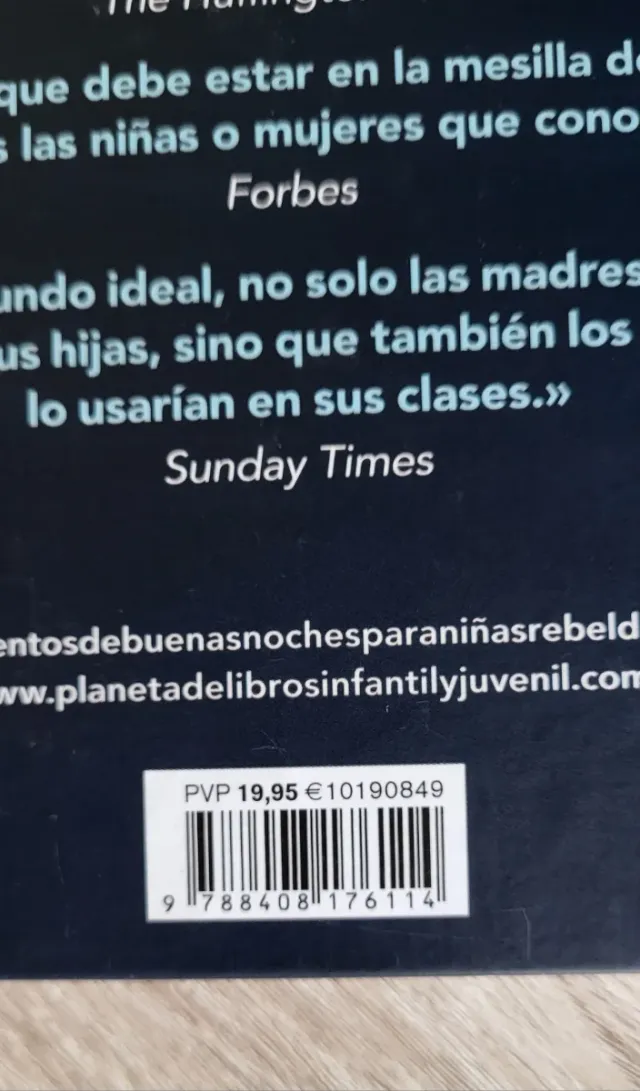 The Huffington
que debe estar en la mesilla de
las niñas o mujeres que cono
Forbes
undo ideal, no solo las madres
us hijas, sino que también los
lo usarían en sus clases.»
Sunday Times
entosdebuenasnochesparaniñasrebeld
ww.planetadelibrosinfantilyjuvenil.com
PVP 19,95 €10190849
9 788408 176114